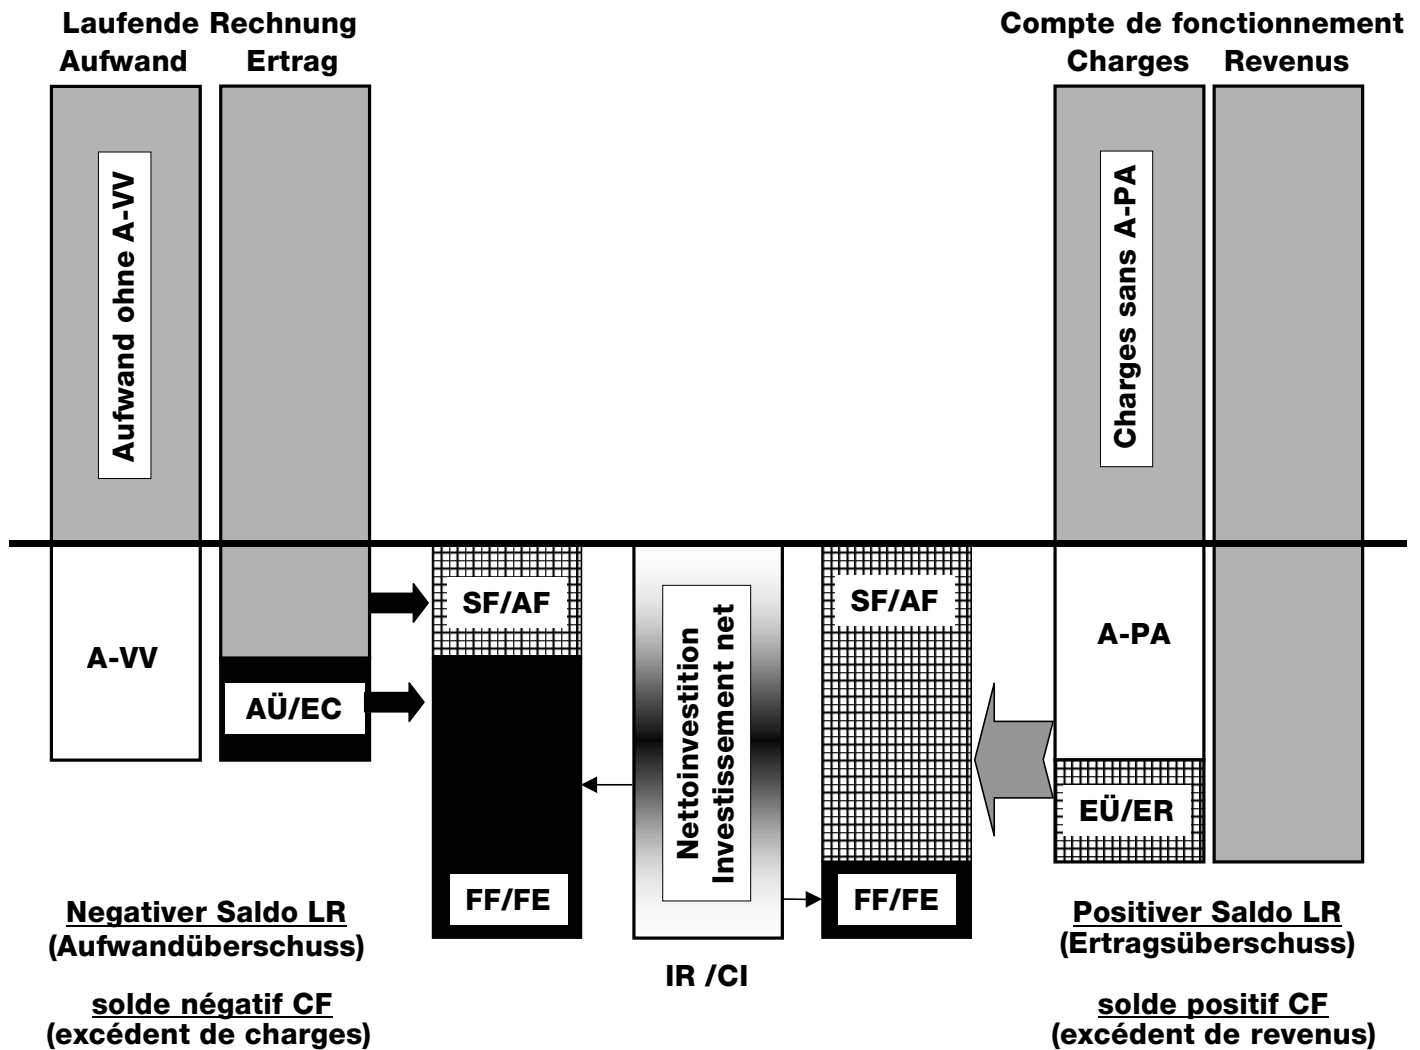 Laufende Rechnung
Aufwand Ertrag
Compte de fonctionnement
Charges Revenus
Aufwand ohne A-VV
Charges sans A-PA
SF/AF
SF/AF
A-VV
A-PA
AÜ/EC
Nettoinvestition
Investissement net
EÜ/ER
FF/FE
FF/FE
Negativer Saldo LR
(Aufwandüberschuss)
solde négatif CF
(excédent de charges)
IR /CI
Positiver Saldo LR
(Ertragsüberschuss)
solde positif CF
(excédent de revenus)